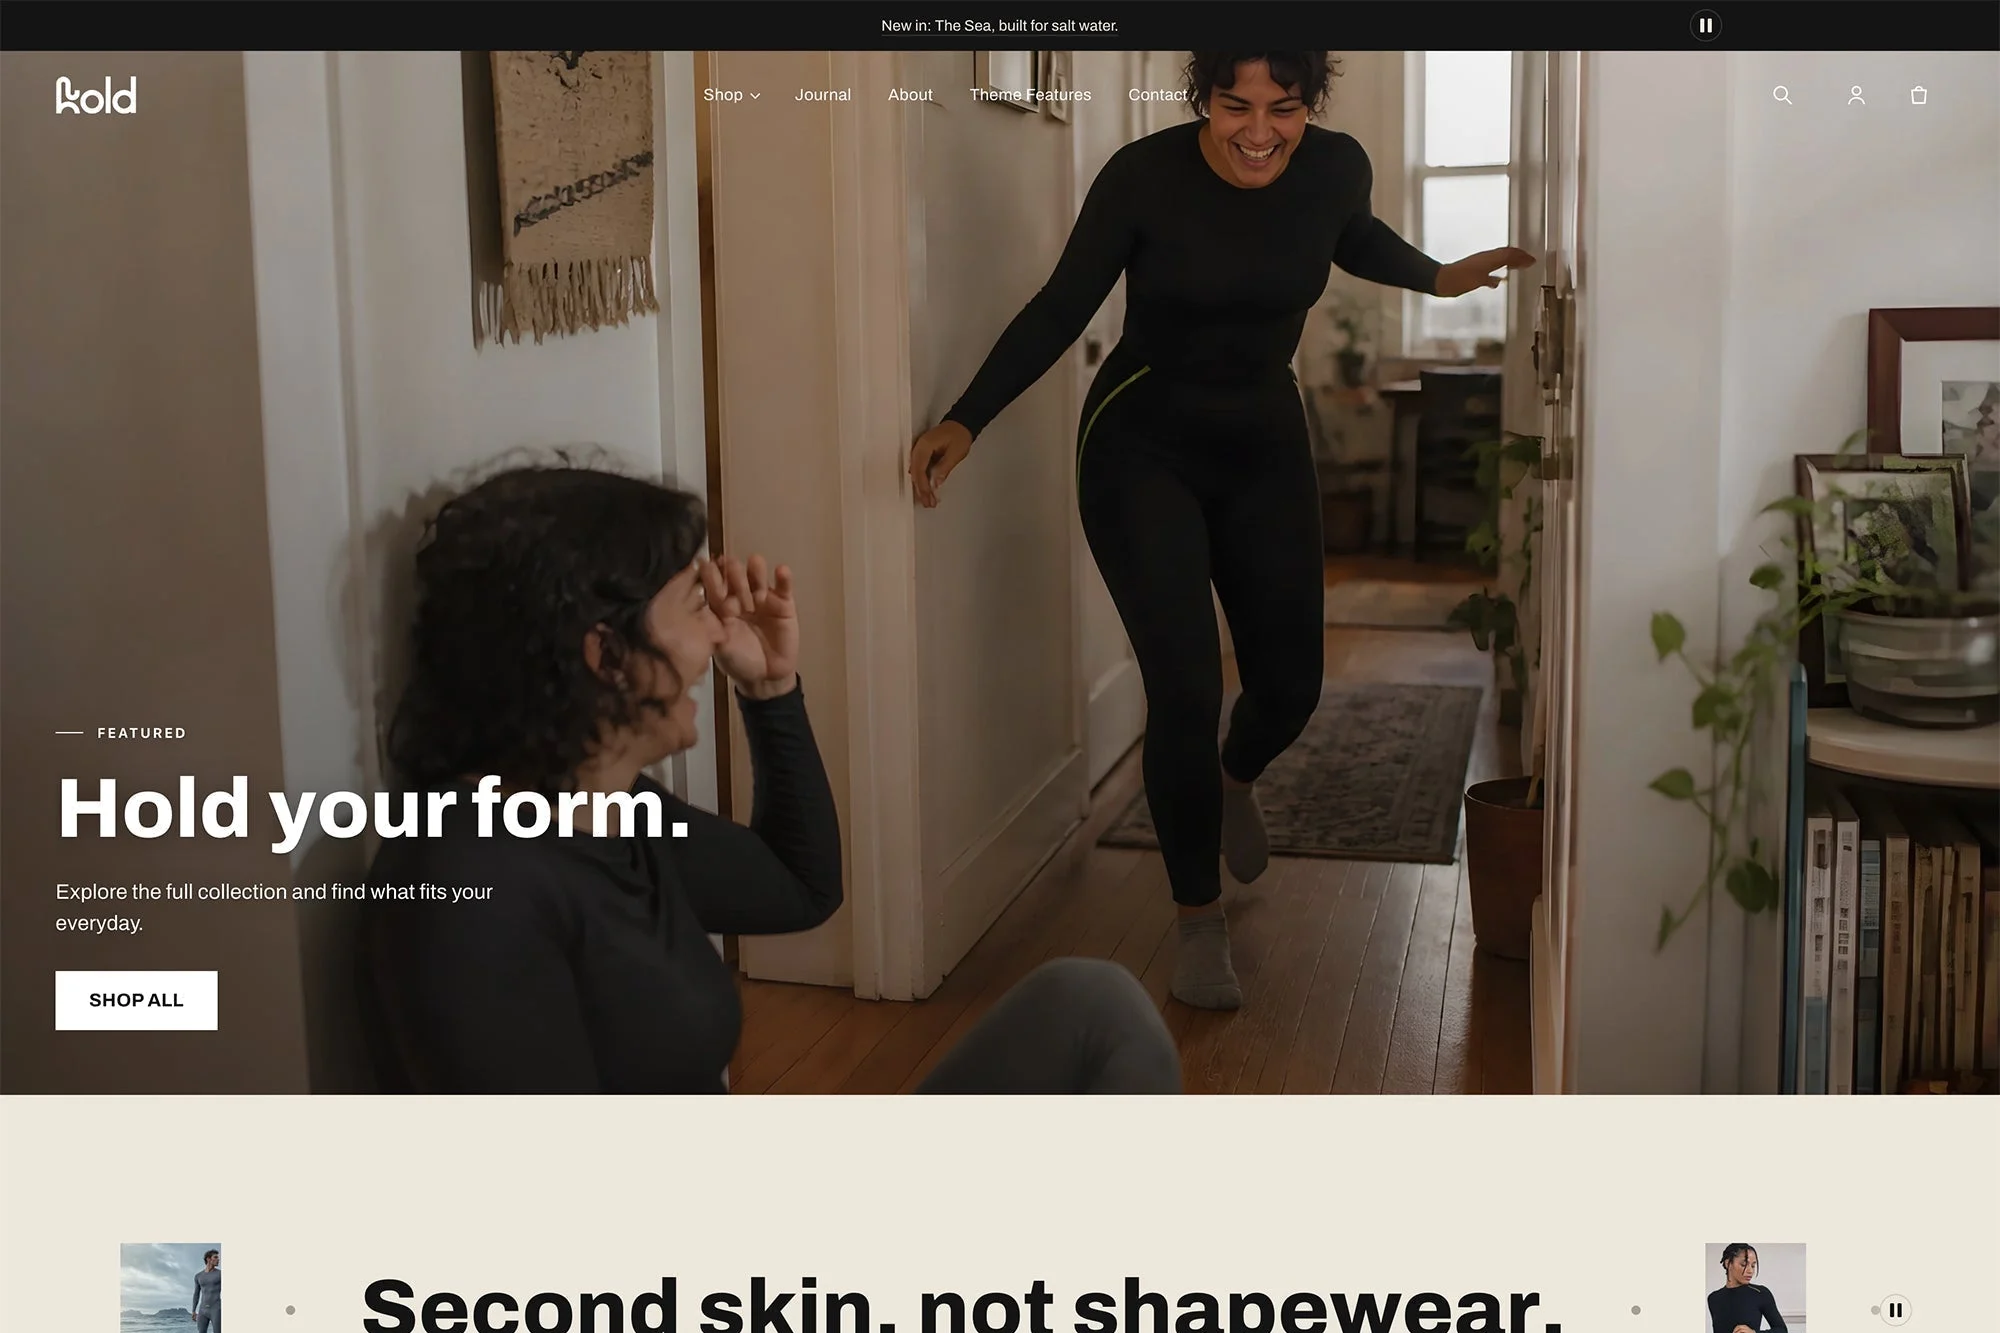 New in: The Sea, built for salt water.
hold
Shop
Journal
About
Theme Features
Contact
FEATURED
Hold your form.
Explore the full collection and find what fits your
everyday.
SHOP ALL
Second skin, not shapewear.